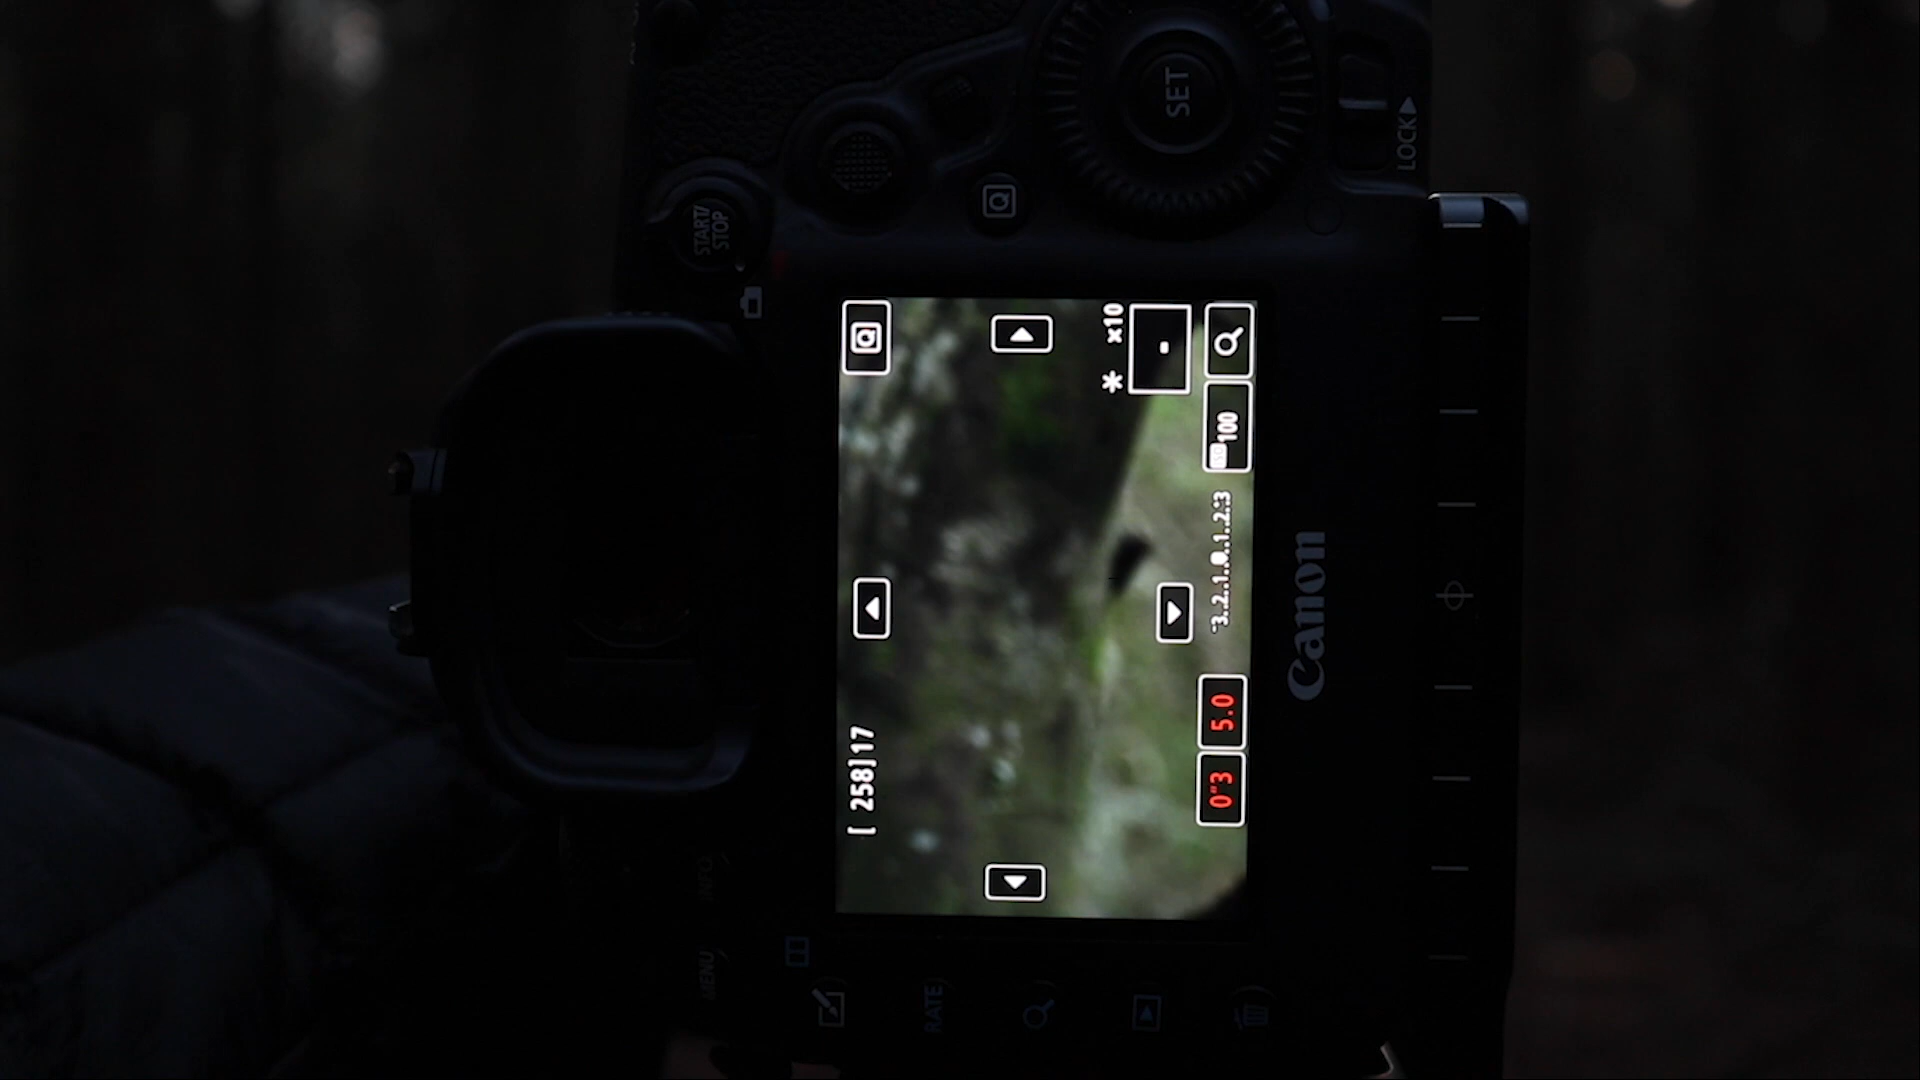 SET
LOCK
START/
STOP
Q
Q
x10
*
ISO 100
-3..2..1..0..1..2..:3
5.0
0"3
[ 258]17
Canon
INFO
MENU
RATE